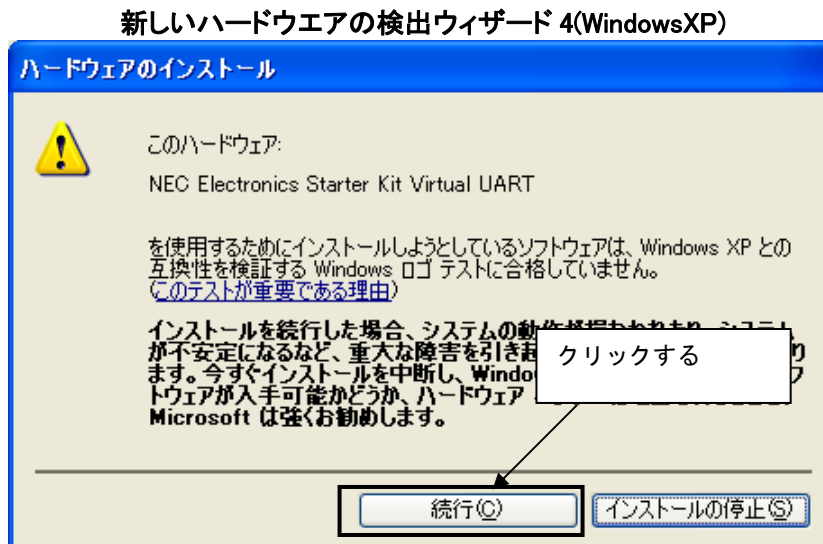 新しいハードウエアの検出ウィザード 4(WindowsXP)
ハードウェアのインストール
このハードウェア:
NEC Electronics Starter Kit Virtual UART
を使用するためにインストールしようとしているソフトウェアは、Windows XP との
互換性を検証する Windows ロゴ テストに合格していません。
(このテストが重要である理由)
インストールを続行した場合、システムの動作が
が不安定になるなど、重大な障害を引き起
ます。今すぐインストールを中断し、Windo
トウェアが入手可能かどうか、ハードウェア
Microsoft は強くお勧めします。
クリックする
続行(C)
インストールの停止(S)